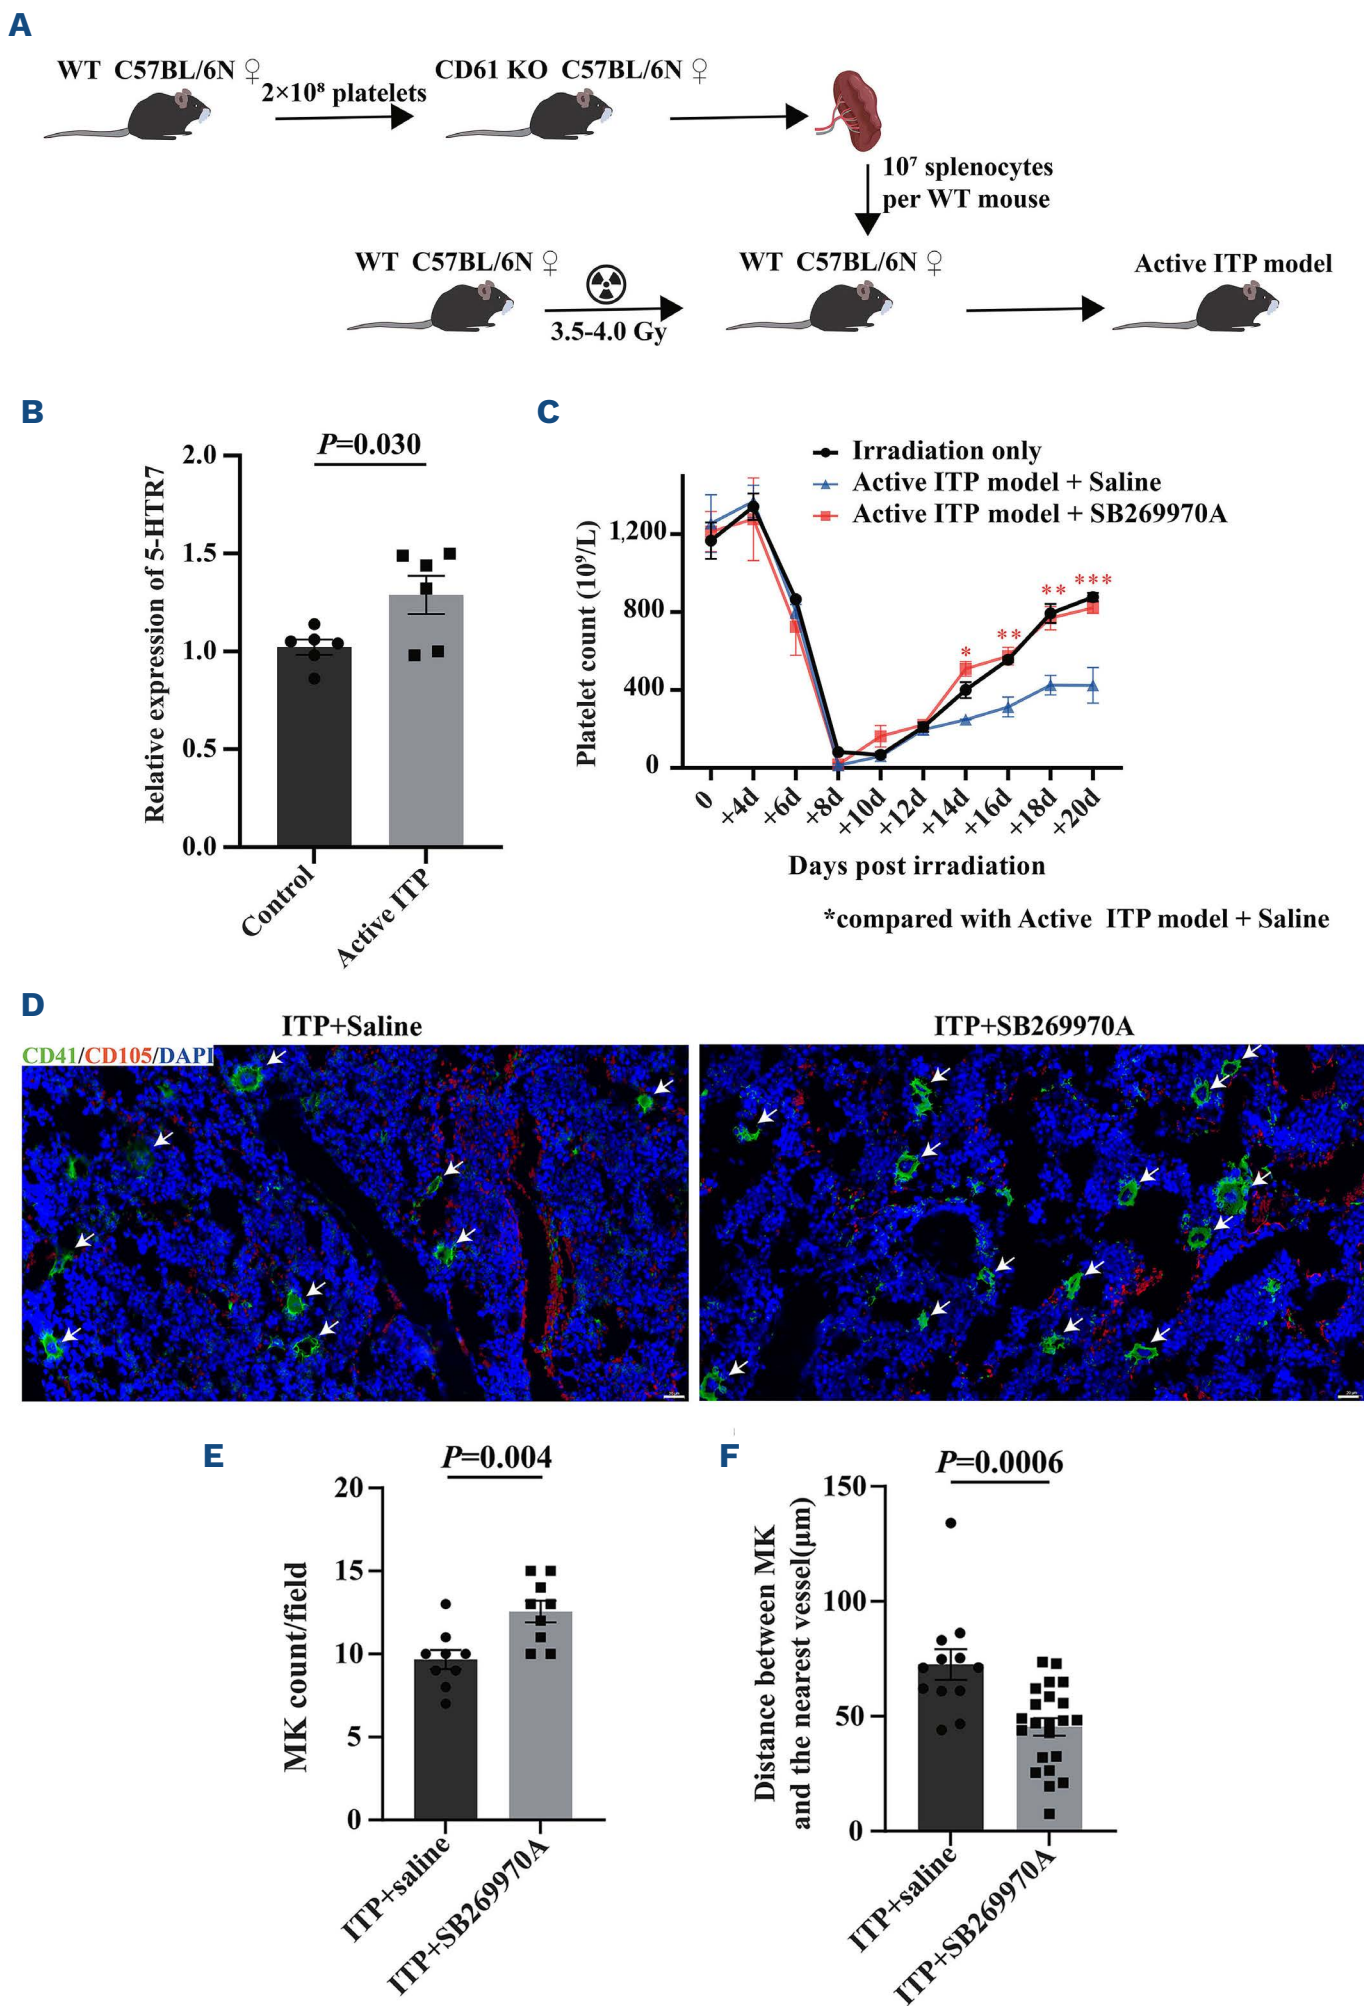 A
WT C57BL/6N ♀
2×10⁸ platelets
CD61 KO C57BL/6N ♀
10⁷ splenocytes
per WT mouse
WT C57BL/6N ♀
3.5-4.0 Gy
WT C57BL/6N ♀
Active ITP model
B
P=0.030
Relative expression of 5-HTR7
2.0
1.5
1.0
0.5
0.0
Control
Active ITP
C
Irradiation only
Active ITP model + Saline
Active ITP model + SB269970A
Platelet count (10⁹/L)
1,200
800
400
0
*
**
**
***
0
+4d
+6d
+8d
+10d
+12d
+14d
+16d
+18d
+20d
Days post irradiation
*compared with Active ITP model + Saline
D
ITP+Saline
ITP+SB269970A
CD41/CD105/DAPI
20 μm
E
P=0.004
MK count/field
20
15
10
5
0
ITP+saline
ITP+SB269970A
F
P=0.0006
Distance between MK
and the nearest vessel(μm)
150
100
50
0
ITP+saline
ITP+SB269970A